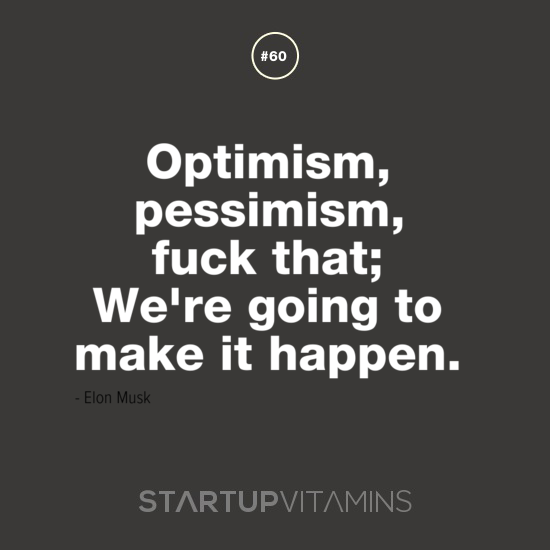 #60
Optimism,
pessimism,
fuck that;
We're going to
make it happen.
- Elon Musk
STARTUPVITAMINS